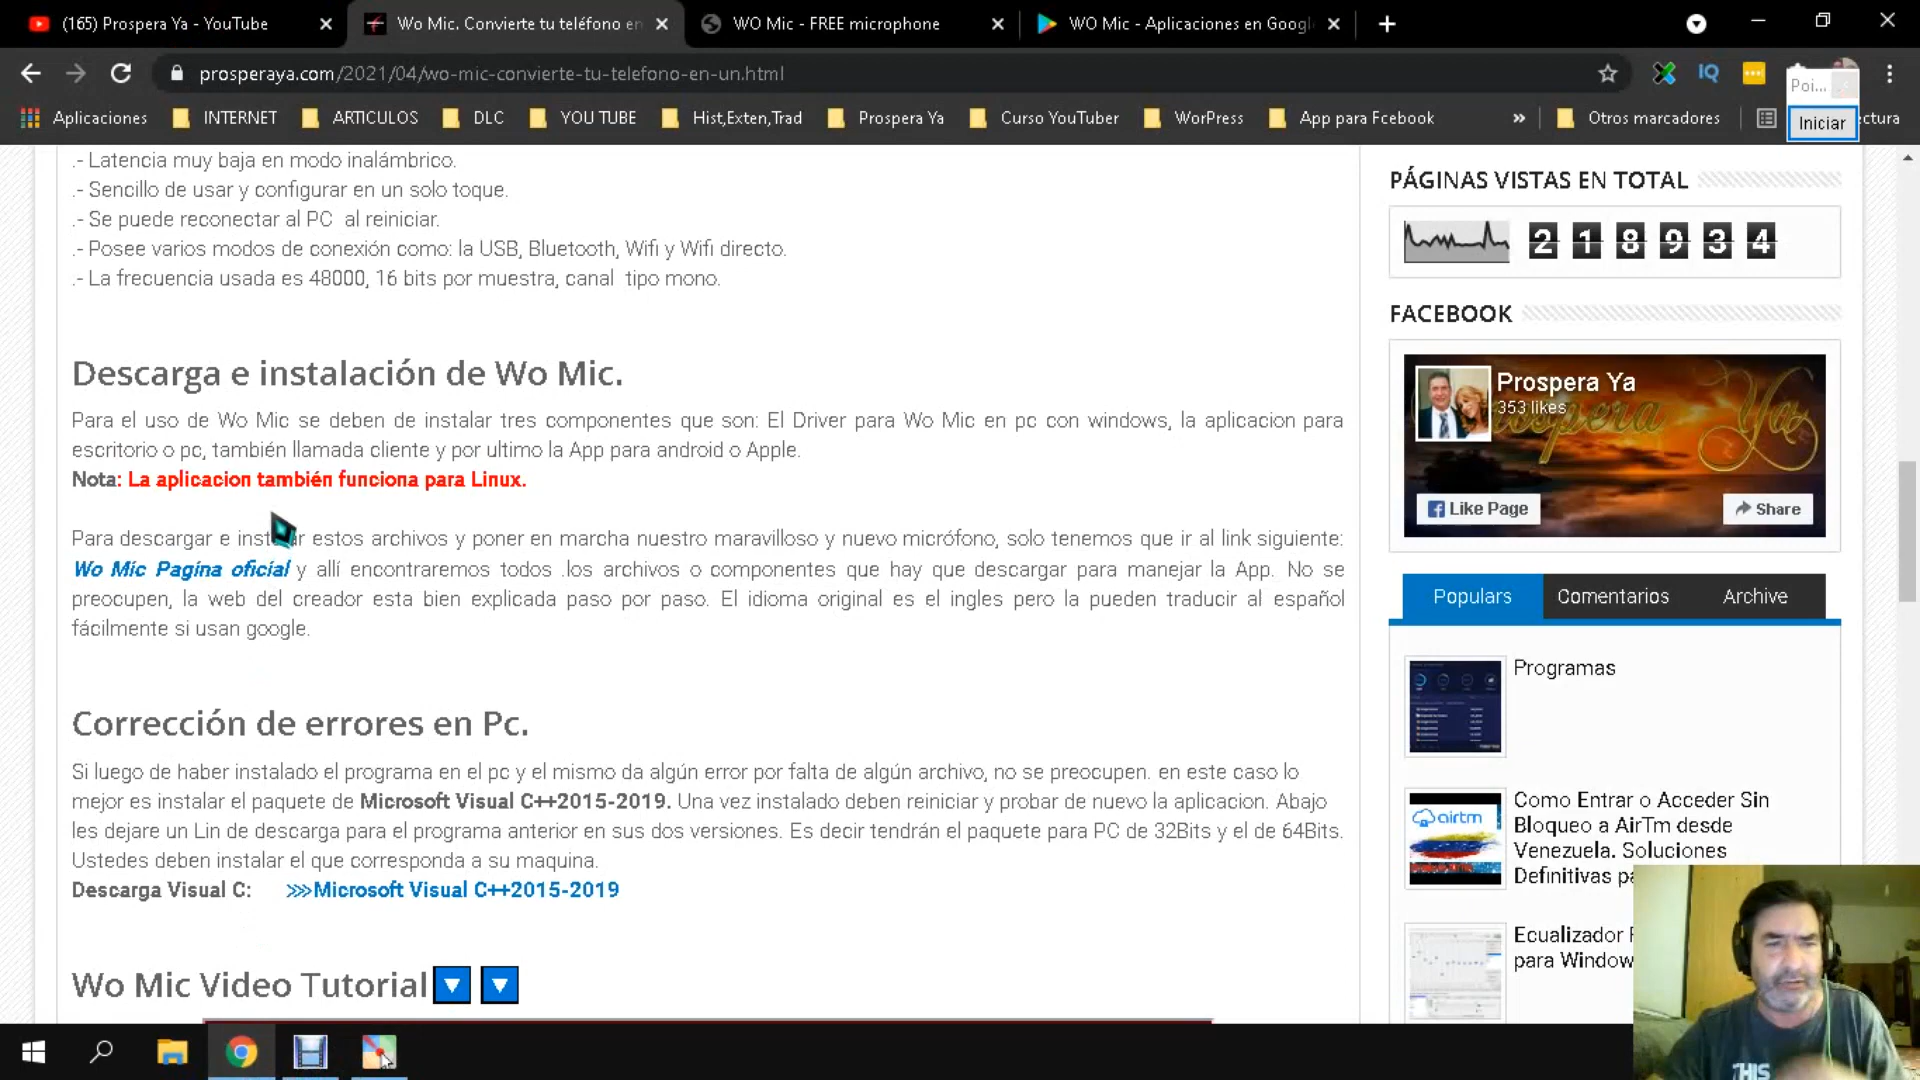 (165) Prospera Ya - YouTube
Wo Mic. Convierte tu teléfono en
WO Mic - FREE microphone
WO Mic - Aplicaciones en Googl
prosperaya.com/2021/04/wo-mic-convierte-tu-telefono-en-un.html
IQ
Poi...
Aplicaciones
INTERNET
ARTICULOS
DLC
YOU TUBE
Hist,Exten,Trad
Prospera Ya
Curso YouTuber
WorPress
App para Fcebook
»
Otros marcadores
Iniciar
ectura
.- Latencia muy baja en modo inalámbrico.
.- Sencillo de usar y configurar en un solo toque.
.- Se puede reconectar al PC al reiniciar.
.- Posee varios modos de conexión como: la USB, Bluetooth, Wifi y Wifi directo.
.- La frecuencia usada es 48000, 16 bits por muestra, canal tipo mono.
Descarga e instalación de Wo Mic.
Para el uso de Wo Mic se deben de instalar tres componentes que son: El Driver para Wo Mic en pc con windows, la aplicacion para
escritorio o pc, también llamada cliente y por ultimo la App para android o Apple.
Nota: La aplicacion también funciona para Linux.
Para descargar e instalar estos archivos y poner en marcha nuestro maravilloso y nuevo micrófono, solo tenemos que ir al link siguiente:
Wo Mic Pagina oficial y allí encontraremos todos .los archivos o componentes que hay que descargar para manejar la App. No se
preocupen, la web del creador esta bien explicada paso por paso. El idioma original es el ingles pero la pueden traducir al español
fácilmente si usan google.
Corrección de errores en Pc.
Si luego de haber instalado el programa en el pc y el mismo da algún error por falta de algún archivo, no se preocupen. en este caso lo
mejor es instalar el paquete de Microsoft Visual C++2015-2019. Una vez instalado deben reiniciar y probar de nuevo la aplicacion. Abajo
les dejare un Lin de descarga para el programa anterior en sus dos versiones. Es decir tendrán el paquete para PC de 32Bits y el de 64Bits.
Ustedes deben instalar el que corresponda a su maquina.
Descarga Visual C: >>>Microsoft Visual C++2015-2019
Wo Mic Video Tutorial
PÁGINAS VISTAS EN TOTAL
218934
FACEBOOK
Prospera Ya
353 likes
Like Page
Share
Populars
Comentarios
Archive
Programas
airtm
Como Entrar o Acceder Sin
Bloqueo a AirTm desde
Venezuela. Soluciones
Definitivas pa
Ecualizador
para Window
THIS